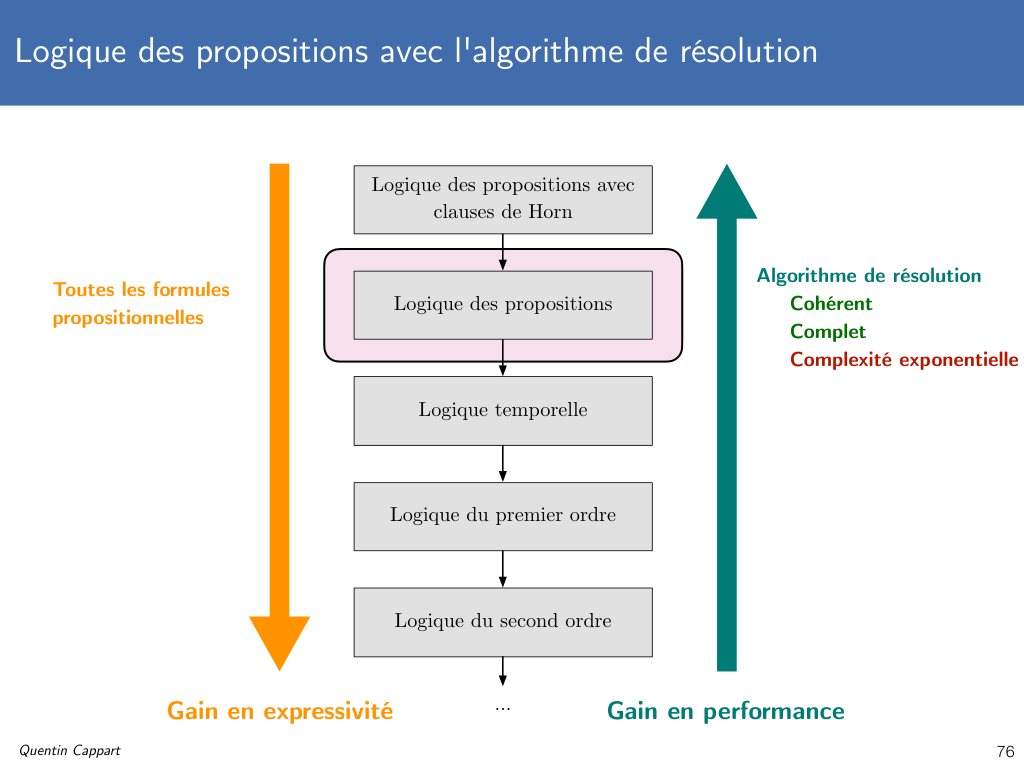 Logique des propositions avec l'algorithme de résolution
Logique des propositions avec
clauses de Horn
Toutes les formules
propositionnelles
Logique des propositions
Algorithme de résolution
Cohérent
Complet
Complexité exponentielle
Logique temporelle
Logique du premier ordre
Logique du second ordre
...
Gain en expressivité
Gain en performance
Quentin Cappart
76